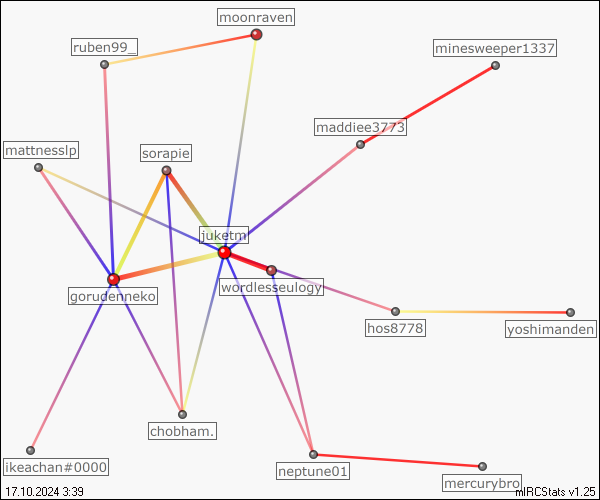 moonraven
ruben99_
minesweeper1337
maddiee3773
mattnesslp
sorapie
juketm
wordlesseulogy
gorudenneko
hos8778
yoshimanden
chobham.
ikeachan#0000
neptune01
mercurybro
17.10.2024 3:39
mIRCStats v1.25